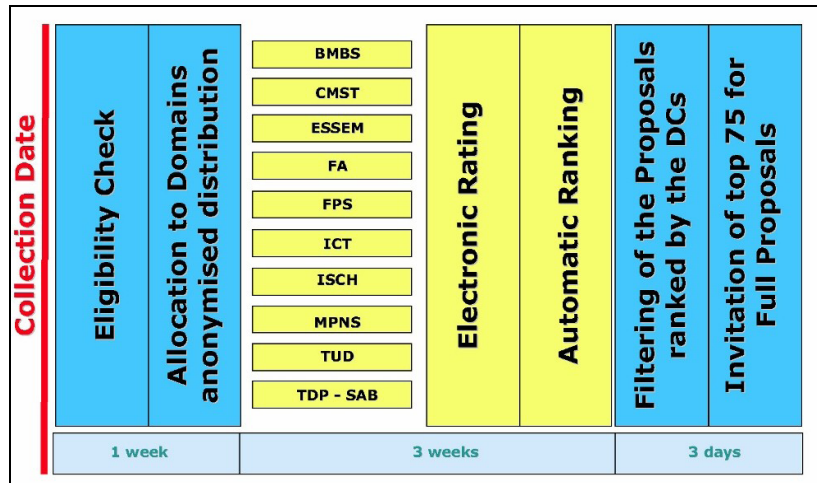 Collection Date
Eligibility Check
Allocation to Domains
anonymised distribution
BMBS
CMST
ESSEM
FA
FPS
ICT
ISCH
MPNS
TUD
TDP - SAB
Electronic Rating
Automatic Ranking
Filtering of the Proposals
ranked by the DCs
Invitation of top 75 for
Full Proposals
1 week
3 weeks
3 days